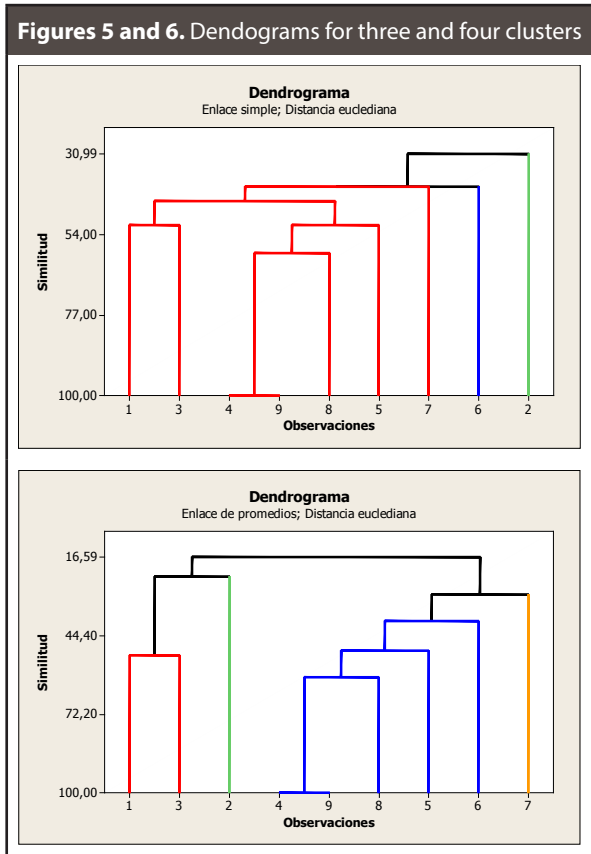 Figures 5 and 6. Dendograms for three and four clusters
Dendrograma
Enlace simple; Distancia euclediana
30,99
54,00
77,00
100,00
Similitud
1 3 4 9 8 5 7 6 2
Observaciones
Dendrograma
Enlace de promedios; Distancia euclediana
16,59
44,40
72,20
100,00
Similitud
1 3 2 4 9 8 5 6 7
Observaciones